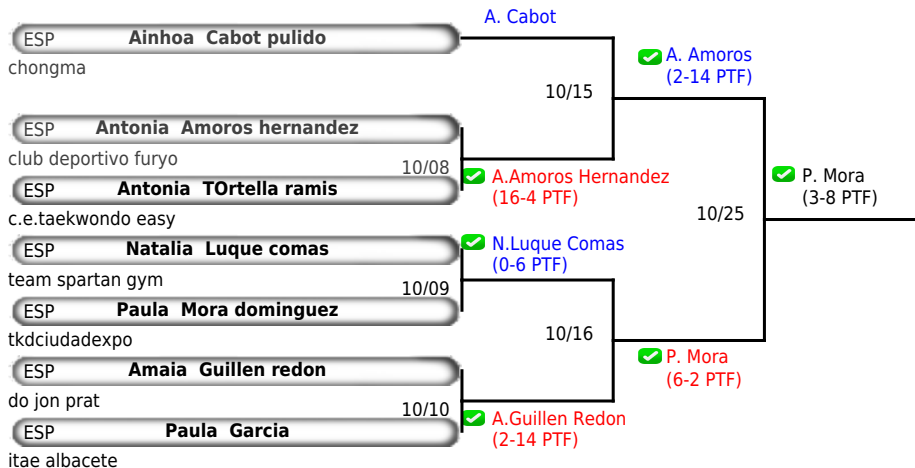 A. Cabot
ESP Ainhoa Cabot pulido
chongma
A. Amoros
(2-14 PTF)
10/15
ESP Antonia Amoros hernandez
club deportivo furyo
10/08
A.Amoros Hernandez
(16-4 PTF)
ESP Antonia TOrtella ramis
c.e.taekwondo easy
P. Mora
(3-8 PTF)
10/25
ESP Natalia Luque comas
team spartan gym
N.Luque Comas
(0-6 PTF)
10/09
ESP Paula Mora dominguez
tkdciudadexpo
10/16
P. Mora
(6-2 PTF)
ESP Amaia Guillen redon
do jon prat
10/10
A.Guillen Redon
(2-14 PTF)
ESP Paula Garcia
itae albacete